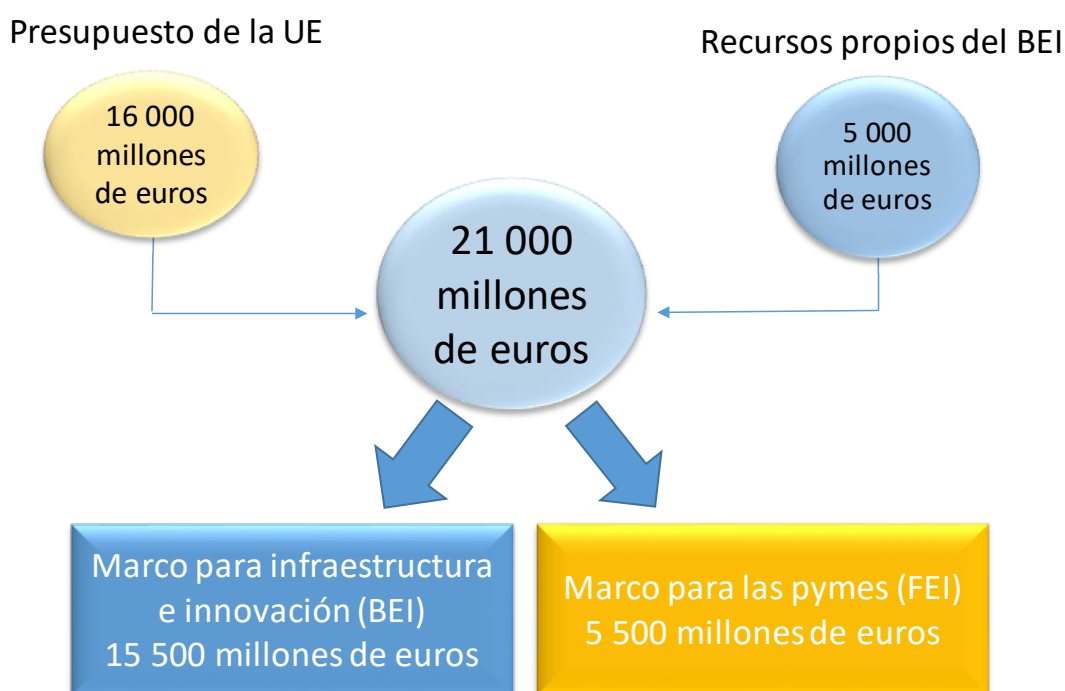 Presupuesto de la UE
Recursos propios del BEI
16 000
millones
de euros
5 000
millones
de euros
21 000
millones
de euros
Marco para infraestructura
e innovación (BEI)
15 500 millones de euros
Marco para las pymes (FEI)
5 500 millones de euros